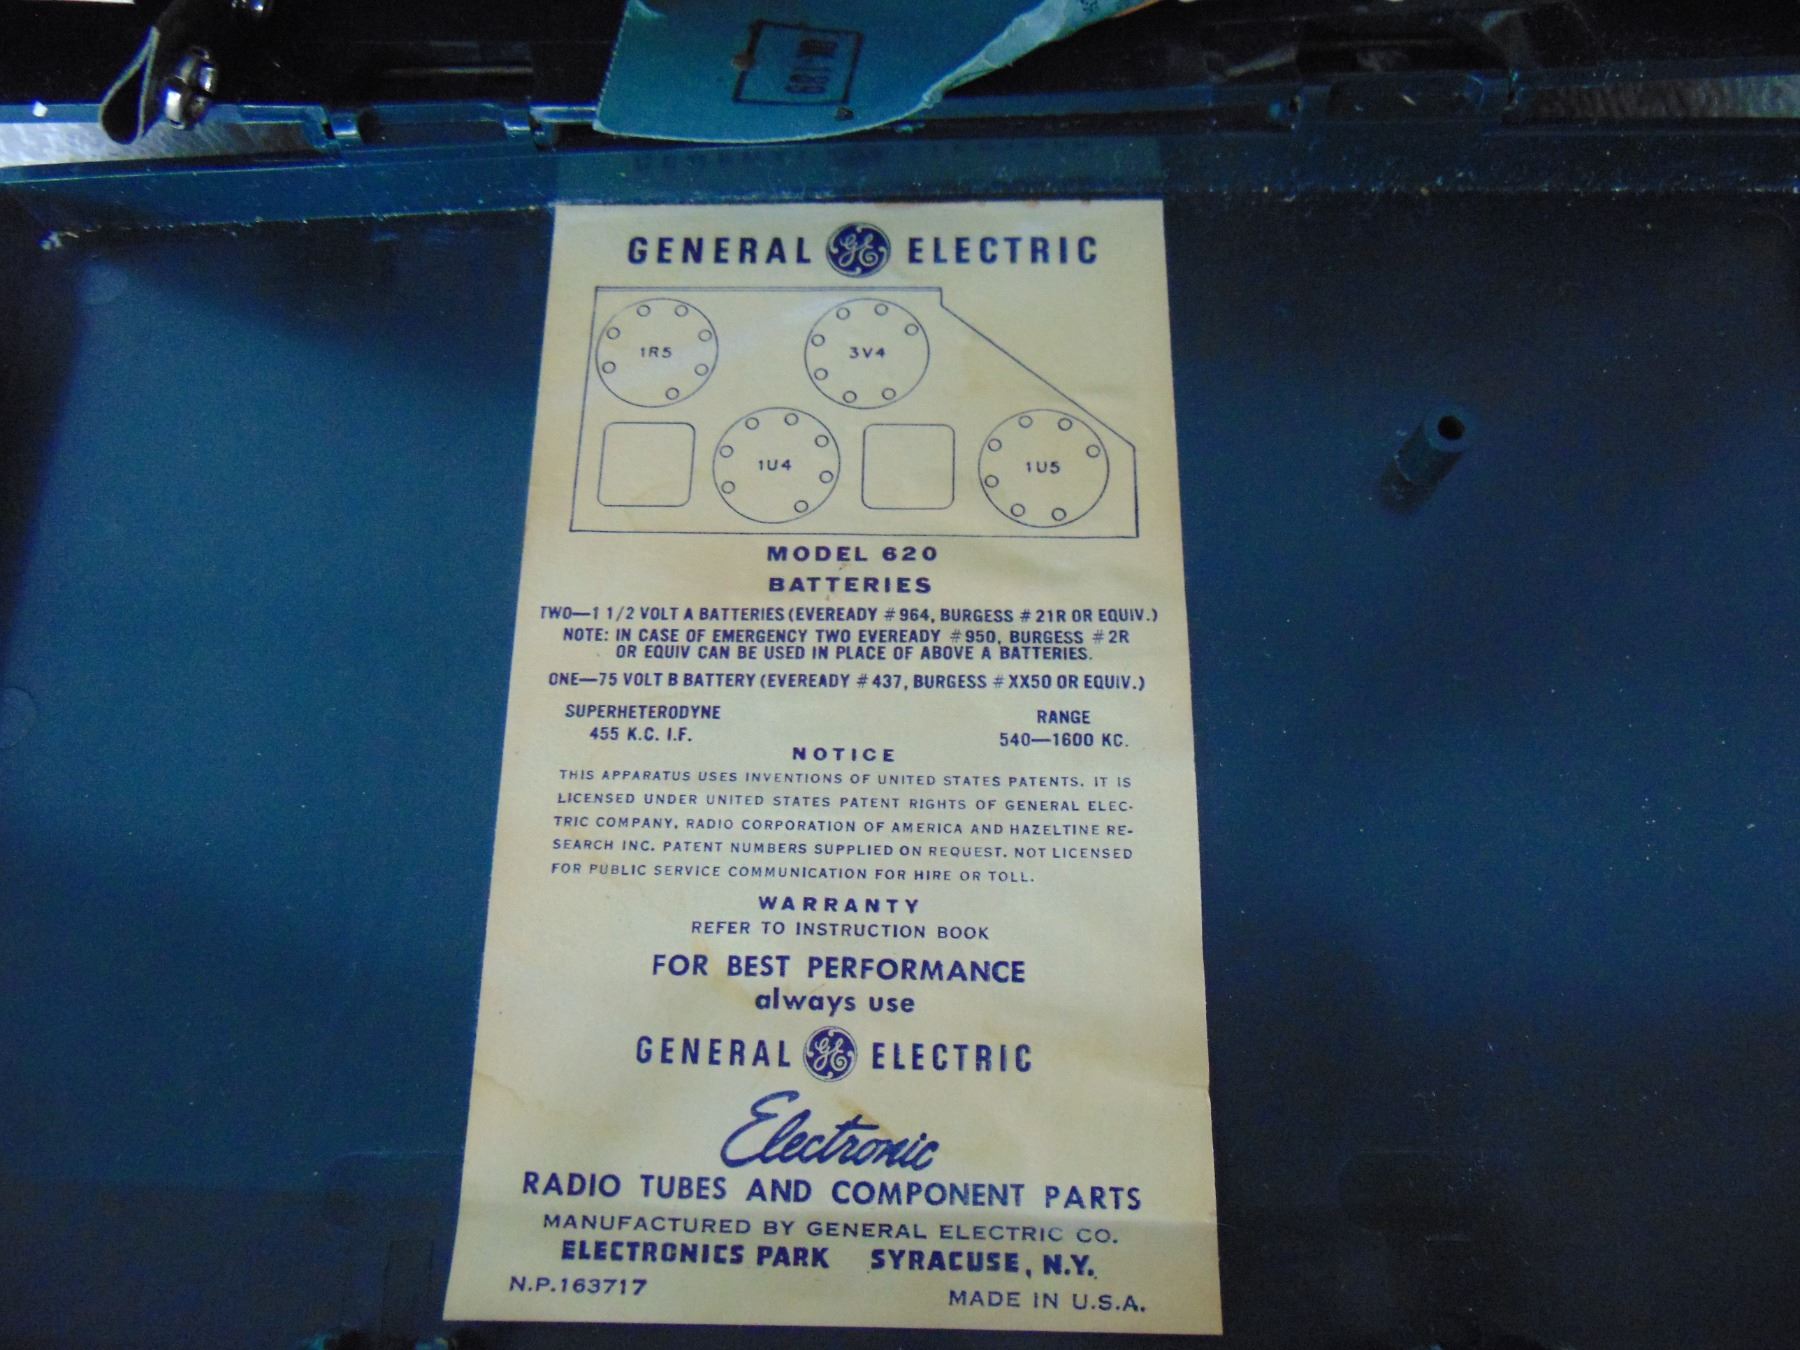 GENERAL GE ELECTRIC
1R5
3V4
1U4
1U5
MODEL 620
BATTERIES
TWO—1 1/2 VOLT A BATTERIES (EVEREADY #964, BURGESS #21R OR EQUIV.)
NOTE: IN CASE OF EMERGENCY TWO EVEREADY #950, BURGESS #2R
OR EQUIV CAN BE USED IN PLACE OF ABOVE A BATTERIES.
ONE—75 VOLT B BATTERY (EVEREADY #437, BURGESS #XX50 OR EQUIV.)
SUPERHETERODYNE
455 K.C. I.F.
RANGE
540—1600 KC.
NOTICE
THIS APPARATUS USES INVENTIONS OF UNITED STATES PATENTS. IT IS
LICENSED UNDER UNITED STATES PATENT RIGHTS OF GENERAL ELEC-
TRIC COMPANY, RADIO CORPORATION OF AMERICA AND HAZELTINE RE-
SEARCH INC. PATENT NUMBERS SUPPLIED ON REQUEST. NOT LICENSED
FOR PUBLIC SERVICE COMMUNICATION FOR HIRE OR TOLL.
WARRANTY
REFER TO INSTRUCTION BOOK
FOR BEST PERFORMANCE
always use
GENERAL GE ELECTRIC
Electronic
RADIO TUBES AND COMPONENT PARTS
MANUFACTURED BY GENERAL ELECTRIC CO.
ELECTRONICS PARK SYRACUSE, N.Y.
N.P.163717
MADE IN U.S.A.